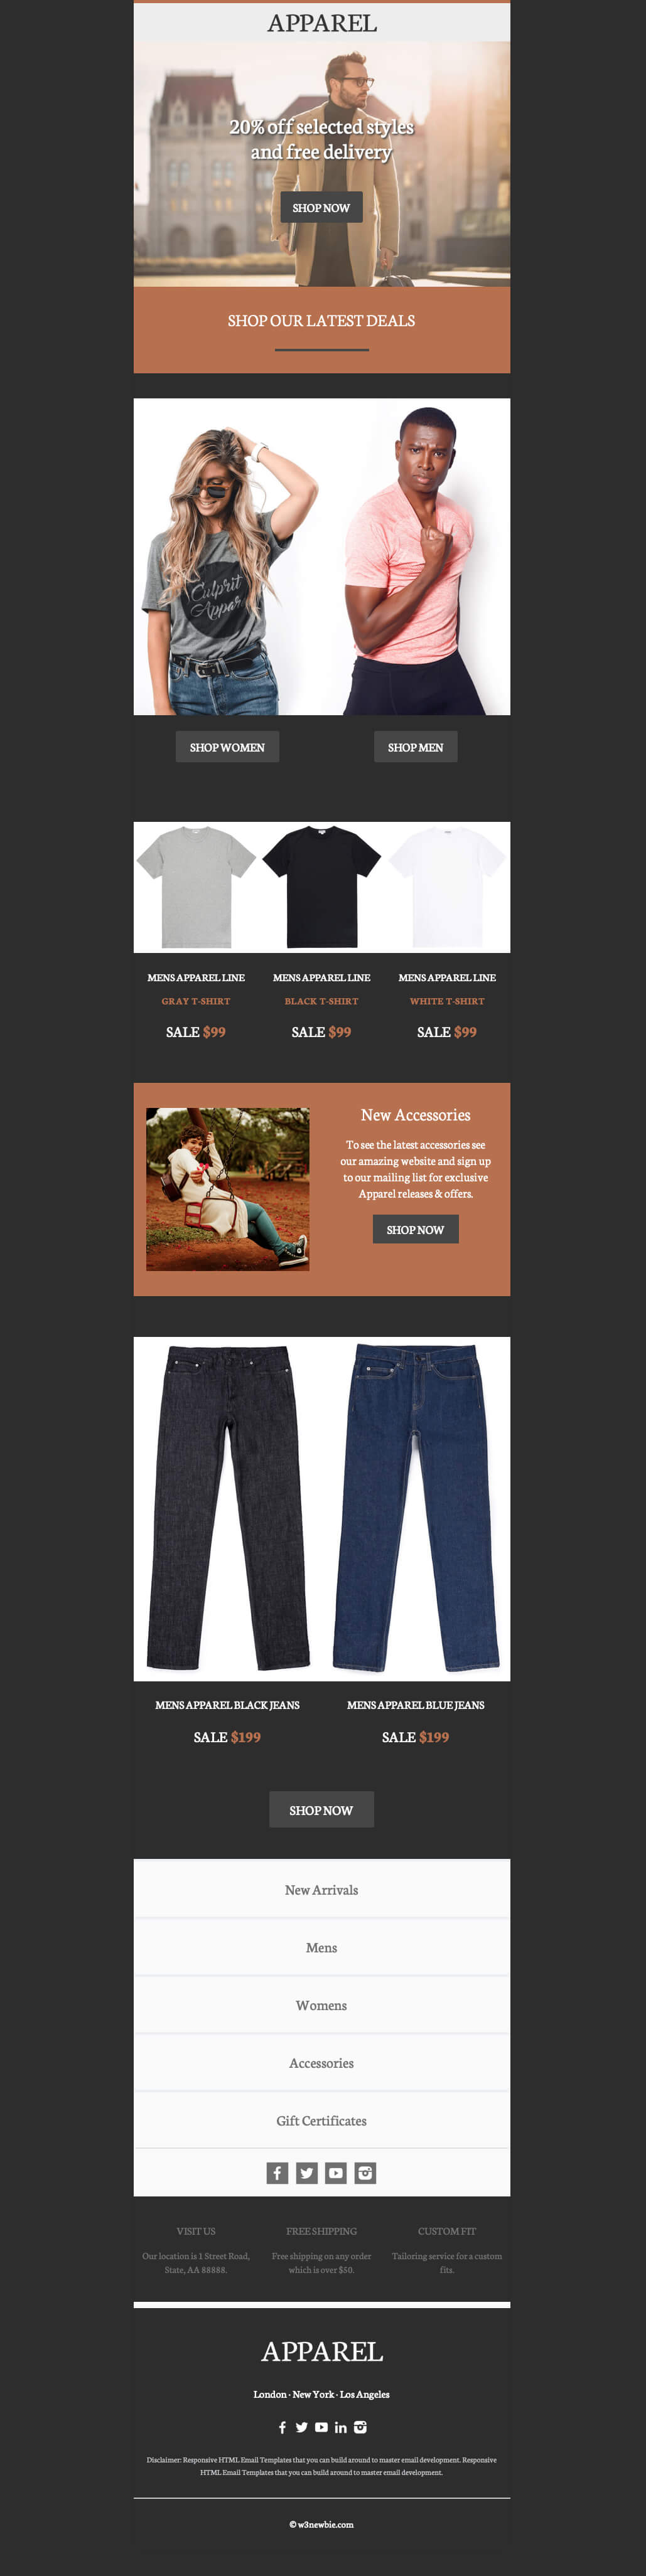 APPAREL
20% off selected styles
and free delivery
SHOP NOW
SHOP OUR LATEST DEALS
Culprit
Appar
SHOP WOMEN
SHOP MEN
MENS APPAREL LINE
GRAY T-SHIRT
SALE $99
MENS APPAREL LINE
BLACK T-SHIRT
SALE $99
MENS APPAREL LINE
WHITE T-SHIRT
SALE $99
New Accessories
To see the latest accessories see
our amazing website and sign up
to our mailing list for exclusive
Apparel releases & offers.
SHOP NOW
MENS APPAREL BLACK JEANS
SALE $199
MENS APPAREL BLUE JEANS
SALE $199
SHOP NOW
New Arrivals
Mens
Womens
Accessories
Gift Certificates
VISIT US
Our location is 1 Street Road,
State, AA 88888.
FREE SHIPPING
Free shipping on any order
which is over $50.
CUSTOM FIT
Tailoring service for a custom
fits.
APPAREL
London · New York · Los Angeles
Disclaimer: Responsive HTML Email Templates that you can build around to master email development. Responsive
HTML Email Templates that you can build around to master email development.
© w3newbie.com